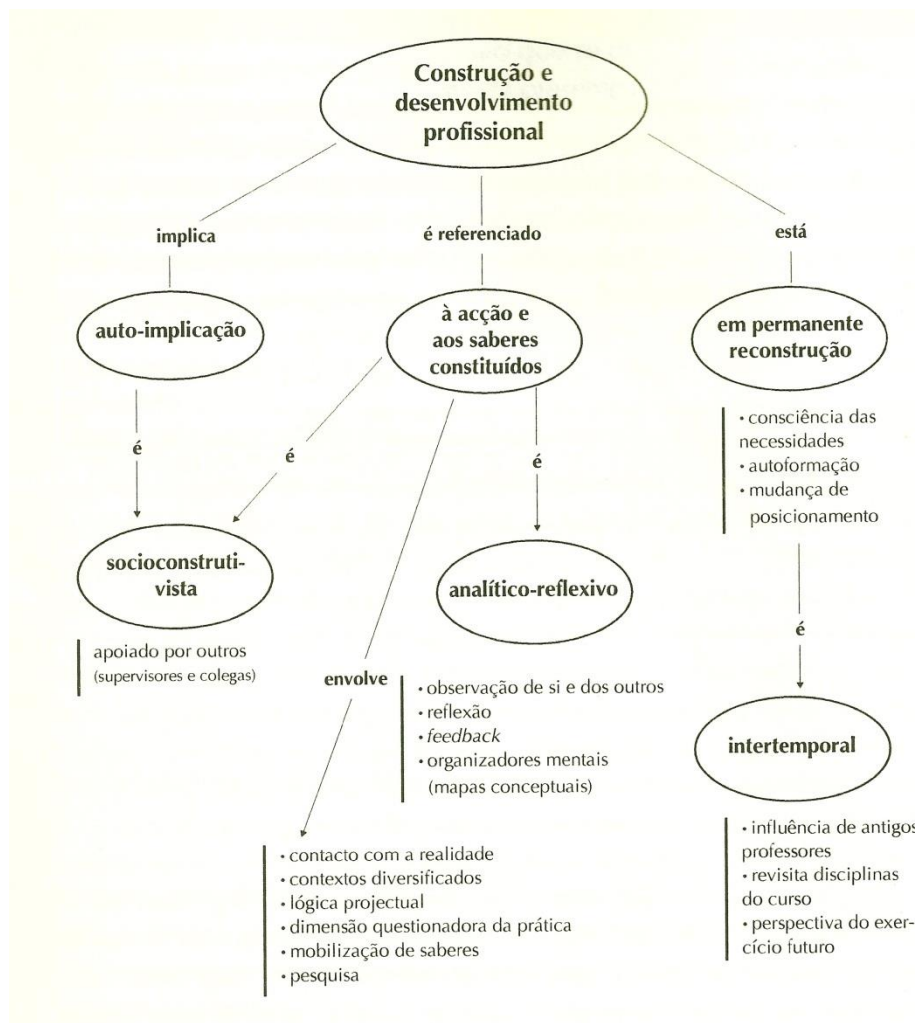 Construção e
desenvolvimento
profissional
implica
é referenciado
está
auto-implicação
à acção e
aos saberes
constituídos
em permanente
reconstrução
• consciência das
necessidades
• autoformação
• mudança de
posicionamento
é
é
é
socioconstruti-
vista
analítico-reflexivo
é
apoiado por outros
(supervisores e colegas)
envolve
• observação de si e dos outros
• reflexão
• feedback
• organizadores mentais
(mapas conceptuais)
intertemporal
• contacto com a realidade
• contextos diversificados
• lógica projectual
• dimensão questionadora da prática
• mobilização de saberes
• pesquisa
• influência de antigos
professores
• revisita disciplinas
do curso
• perspectiva do exer-
cício futuro